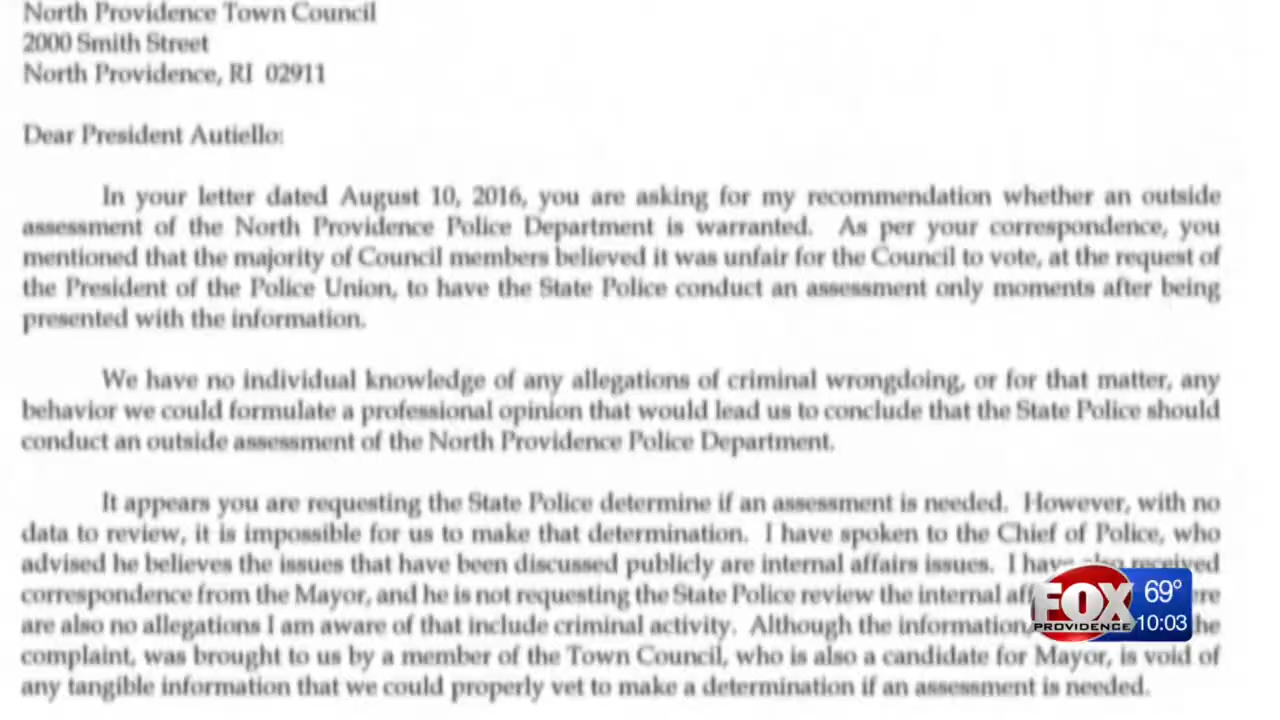 North Providence Town Council
2000 Smith Street
North Providence, RI 02911
Dear President Autiello:
In your letter dated August 10, 2016, you are asking for my recommendation whether an outside
assessment of the North Providence Police Department is warranted. As per your correspondence, you
mentioned that the majority of Council members believed it was unfair for the Council to vote, at the request of
the President of the Police Union, to have the State Police conduct an assessment only moments after being
presented with the information.
We have no individual knowledge of any allegations of criminal wrongdoing, or for that matter, any
behavior we could formulate a professional opinion that would lead us to conclude that the State Police should
conduct an outside assessment of the North Providence Police Department.
It appears you are requesting the State Police determine if an assessment is needed. However, with no
data to review, it is impossible for us to make that determination. I have spoken to the Chief of Police, who
advised he believes the issues that have been discussed publicly are internal affairs issues. I have also received
correspondence from the Mayor, and he is not requesting the State Police review the internal
are also no allegations I am aware of that include criminal activity. Although the information
complaint, was brought to us by a member of the Town Council, who is also a candidate for Mayor, is void of
any tangible information that we could properly vet to make a determination if an assessment is needed.
FOX
PROVIDENCE
69°
10:03